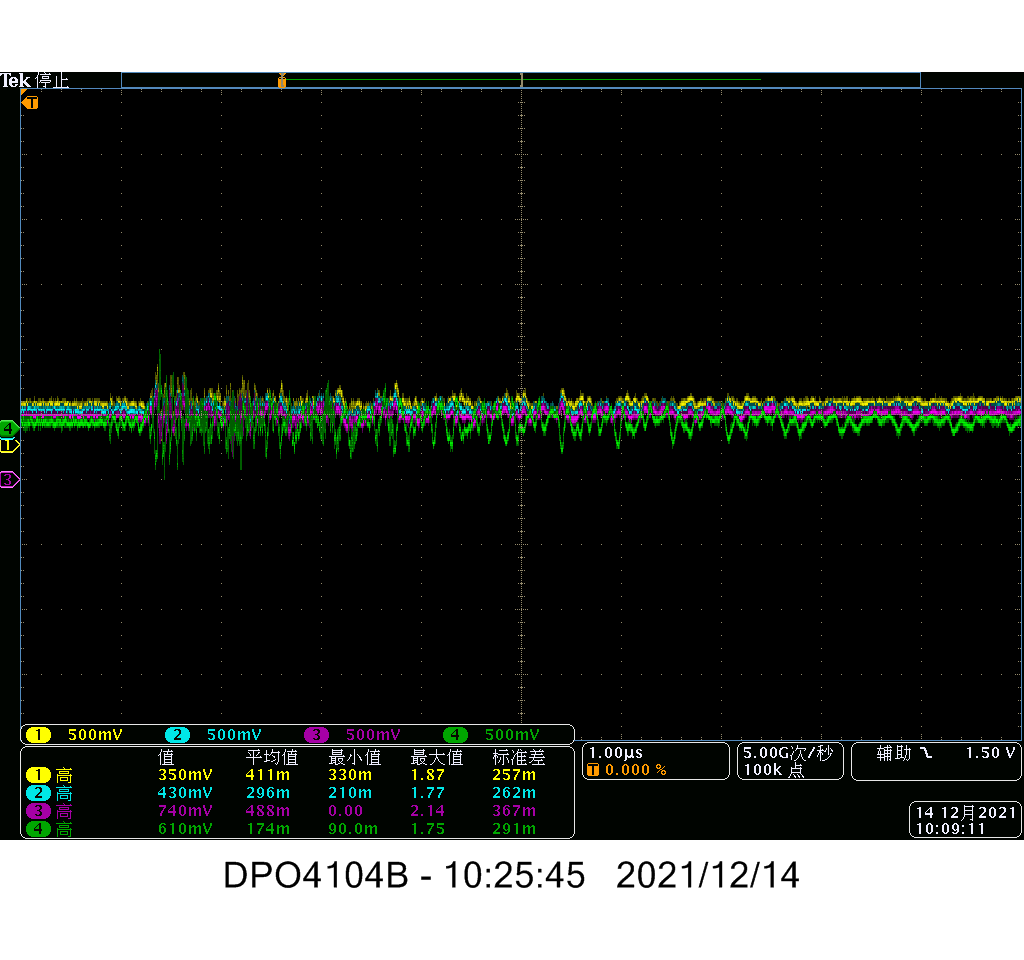 Tek 停止
T
T
4
1
3
1 500mV 2 500mV 3 500mV 4 500mV
值 平均值 最小值 最大值 标准差
1 高 350mV 411m 330m 1.87 257m
2 高 430mV 296m 210m 1.77 262m
3 高 740mV 488m 0.00 2.14 367m
4 高 610mV 174m 90.0m 1.75 291m
1.00µs
T 0.000 %
5.00G次/秒
100k 点
辅助 1.50 V
14 12月2021
10:09:11
DPO4104B - 10:25:45 2021/12/14